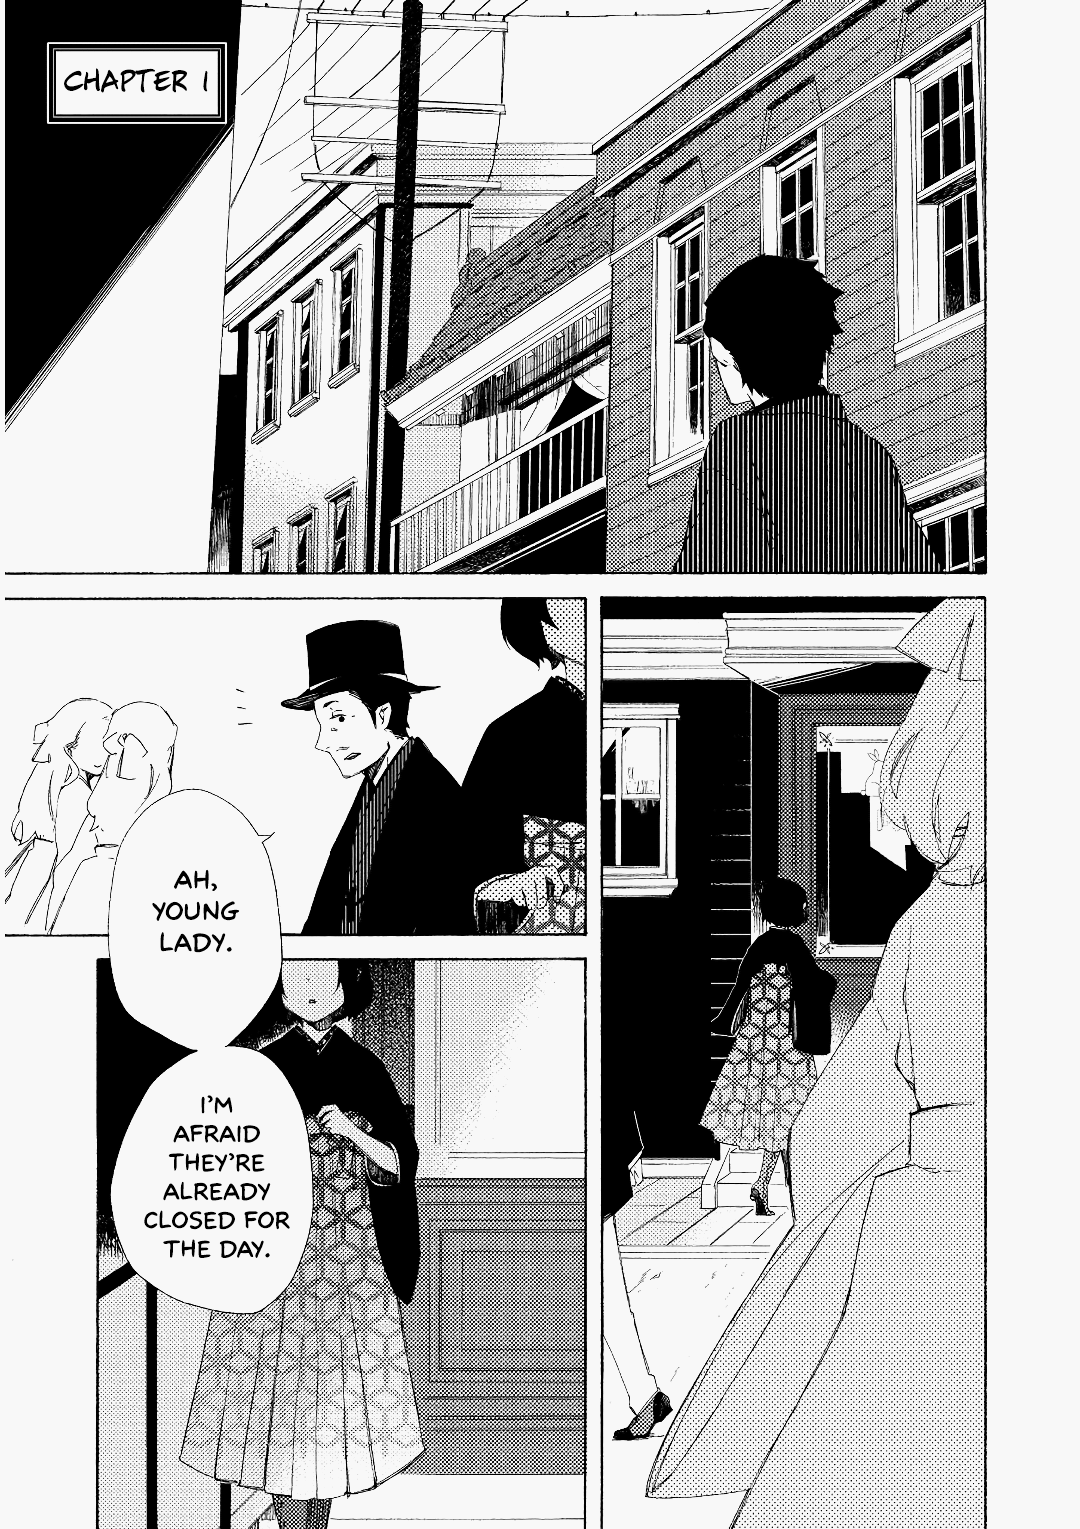 CHAPTER 1
AH,
YOUNG
LADY.
I'M
AFRAID
THEY'RE
ALREADY
CLOSED FOR
THE DAY.